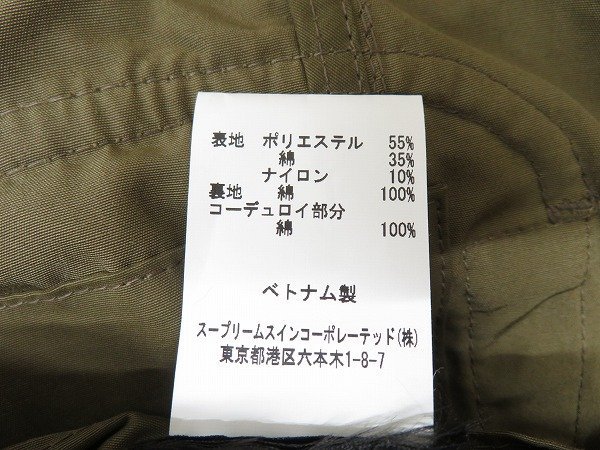 表地 ポリエステル 55%
綿 35%
ナイロン 10%
裏地 綿 100%
コーデュロイ部分
綿 100%
ベトナム製
スープリームスインコーポレーテッド(株)
東京都港区六本木1-8-7